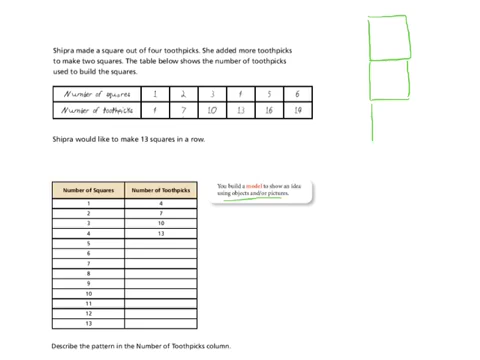 Shipra made a square out of four toothpicks. She added more toothpicks
to make two squares. The table below shows the number of toothpicks
used to build the squares.
Number of squares 1 2 3 4 5 6
Number of toothpicks 4 7 10 13 16 19
Shipra would like to make 13 squares in a row.
You build a model to show an idea
using objects and/or pictures.
Number of Squares Number of Toothpicks
1 4
2 7
3 10
4 13
5
6
7
8
9
10
11
12
13
Describe the pattern in the Number of Toothpicks column.